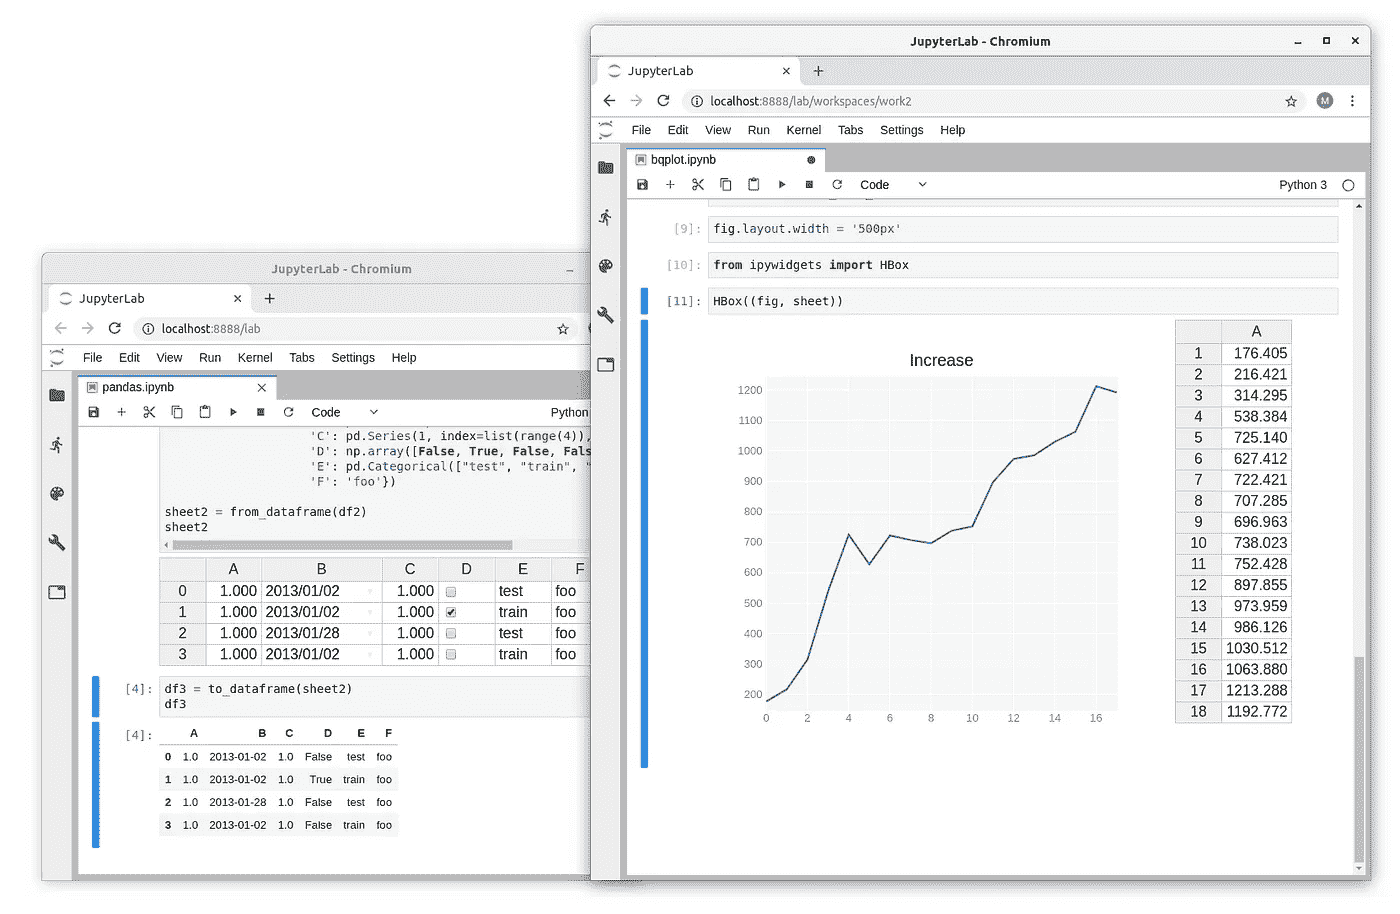 JupyterLab - Chromium
JupyterLab
localhost:8888/lab/workspaces/work2
M
File Edit View Run Kernel Tabs Settings Help
bqplot.ipynb
Code
Python 3
[9]: fig.layout.width = '500px'
[10]: from ipywidgets import HBox
[11]: HBox((fig, sheet))
Increase
1200
1100
1000
900
800
700
600
500
400
300
200
0 2 4 6 8 10 12 14 16
A
1 176.405
2 216.421
3 314.295
4 538.384
5 725.140
6 627.412
7 722.421
8 707.285
9 696.963
10 738.023
11 752.428
12 897.855
13 973.959
14 986.126
15 1030.512
16 1063.880
17 1213.288
18 1192.772
JupyterLab - Chromium
JupyterLab
localhost:8888/lab
File Edit View Run Kernel Tabs Settings Help
pandas.ipynb
Code
Python
'C': pd.Series(1, index=list(range(4)),
'D': np.array([False, True, False, Fals
'E': pd.Categorical(["test", "train", "
'F': 'foo'})
sheet2 = from_dataframe(df2)
sheet2
A B C D E F
0 1.000 2013/01/02 1.000 test foo
1 1.000 2013/01/02 1.000 train foo
2 1.000 2013/01/28 1.000 test foo
3 1.000 2013/01/02 1.000 train foo
[4]: df3 = to_dataframe(sheet2)
df3
[4]: A B C D E F
0 1.0 2013-01-02 1.0 False test foo
1 1.0 2013-01-02 1.0 True train foo
2 1.0 2013-01-28 1.0 False test foo
3 1.0 2013-01-02 1.0 False train foo